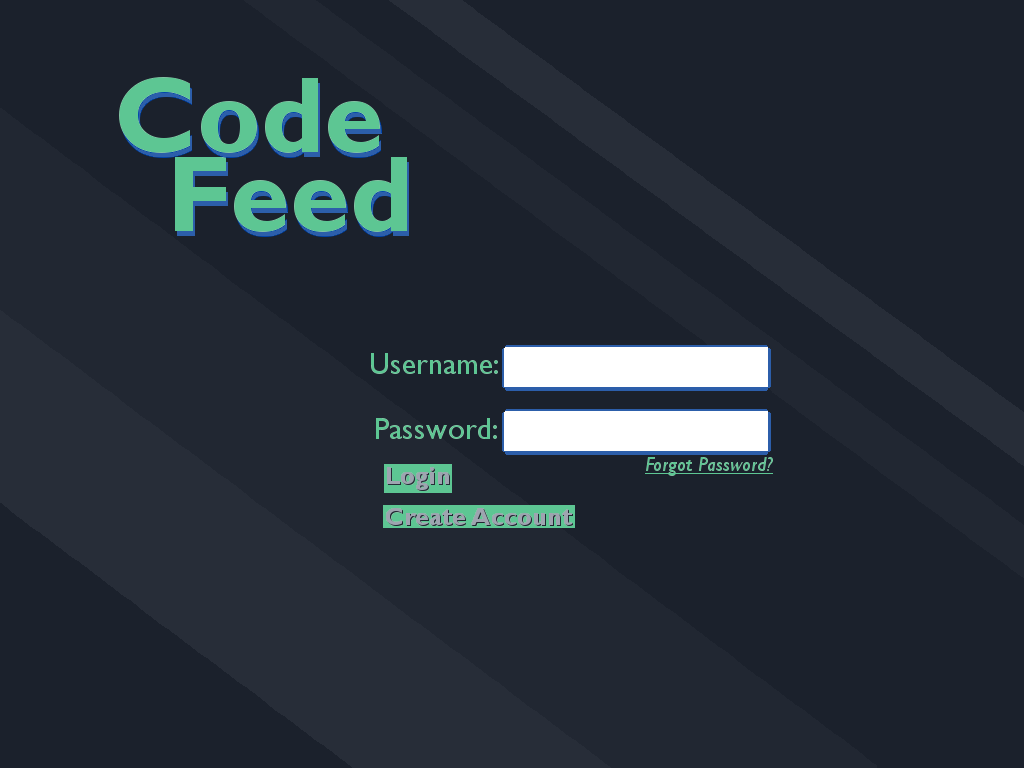 Code
Feed
Username:
Password:
Forgot Password?
Login
Create Account